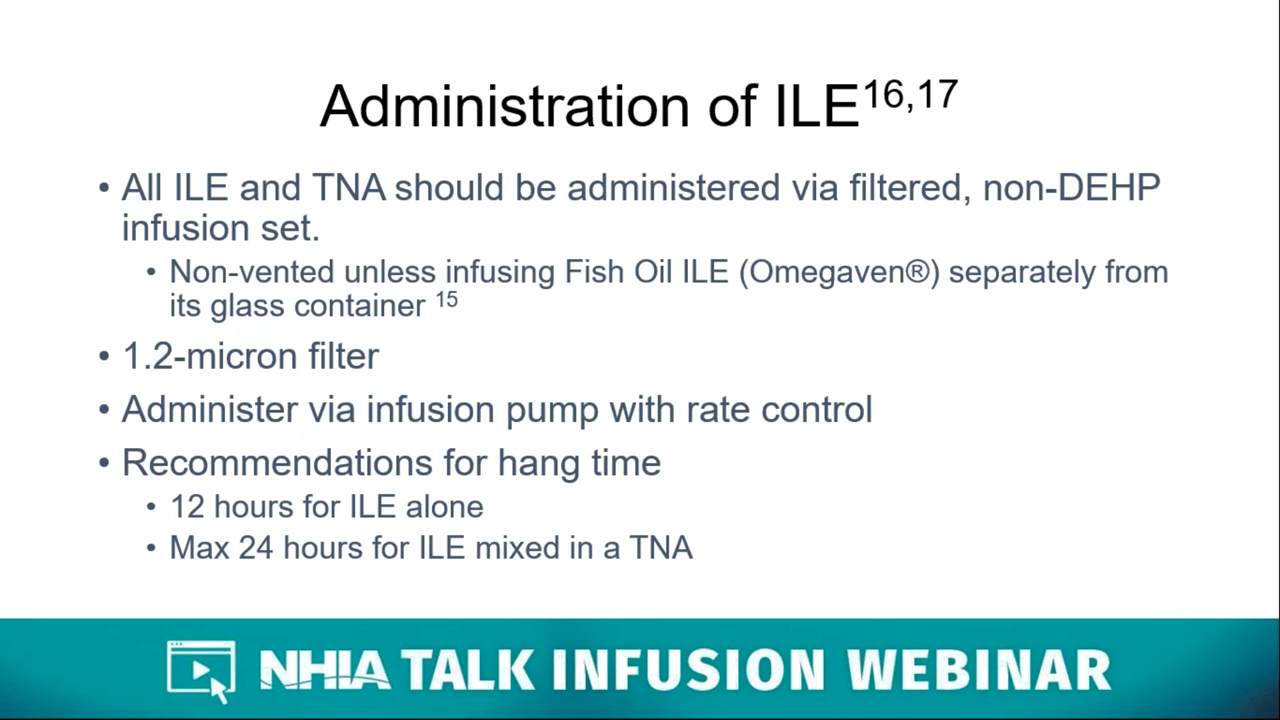 Administration of ILE16,17
• All ILE and TNA should be administered via filtered, non-DEHP
infusion set.
• Non-vented unless infusing Fish Oil ILE (Omegaven®) separately from
its glass container 15
• 1.2-micron filter
• Administer via infusion pump with rate control
• Recommendations for hang time
• 12 hours for ILE alone
• Max 24 hours for ILE mixed in a TNA
NHIA TALK INFUSION WEBINAR